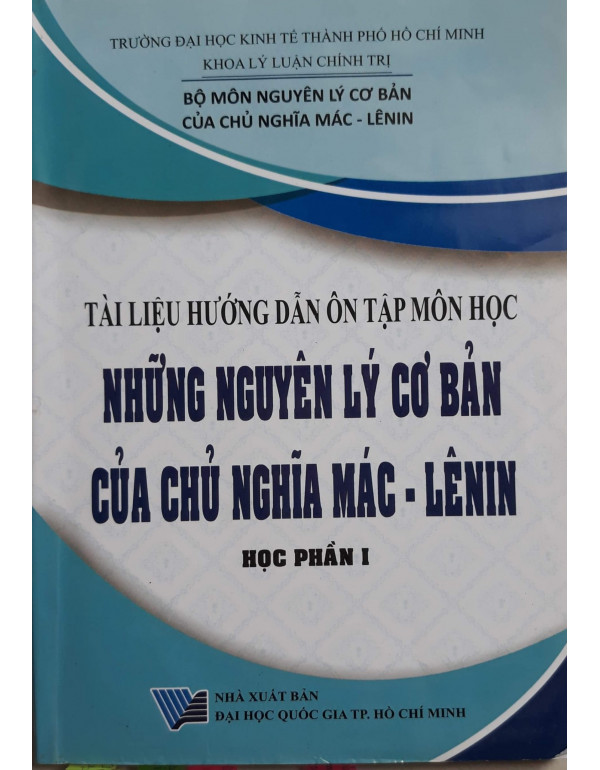 TRƯỜNG ĐẠI HỌC KINH TẾ THÀNH PHỐ HỒ CHÍ MINH
KHOA LÝ LUẬN CHÍNH TRỊ
BỘ MÔN NGUYÊN LÝ CƠ BẢN
CỦA CHỦ NGHĨA MÁC - LÊNIN
TÀI LIỆU HƯỚNG DẪN ÔN TẬP MÔN HỌC
NHỮNG NGUYÊN LÝ CƠ BẢN
CỦA CHỦ NGHĨA MÁC - LÊNIN
HỌC PHẦN I
NHÀ XUẤT BẢN
ĐẠI HỌC QUỐC GIA TP. HỒ CHÍ MINH